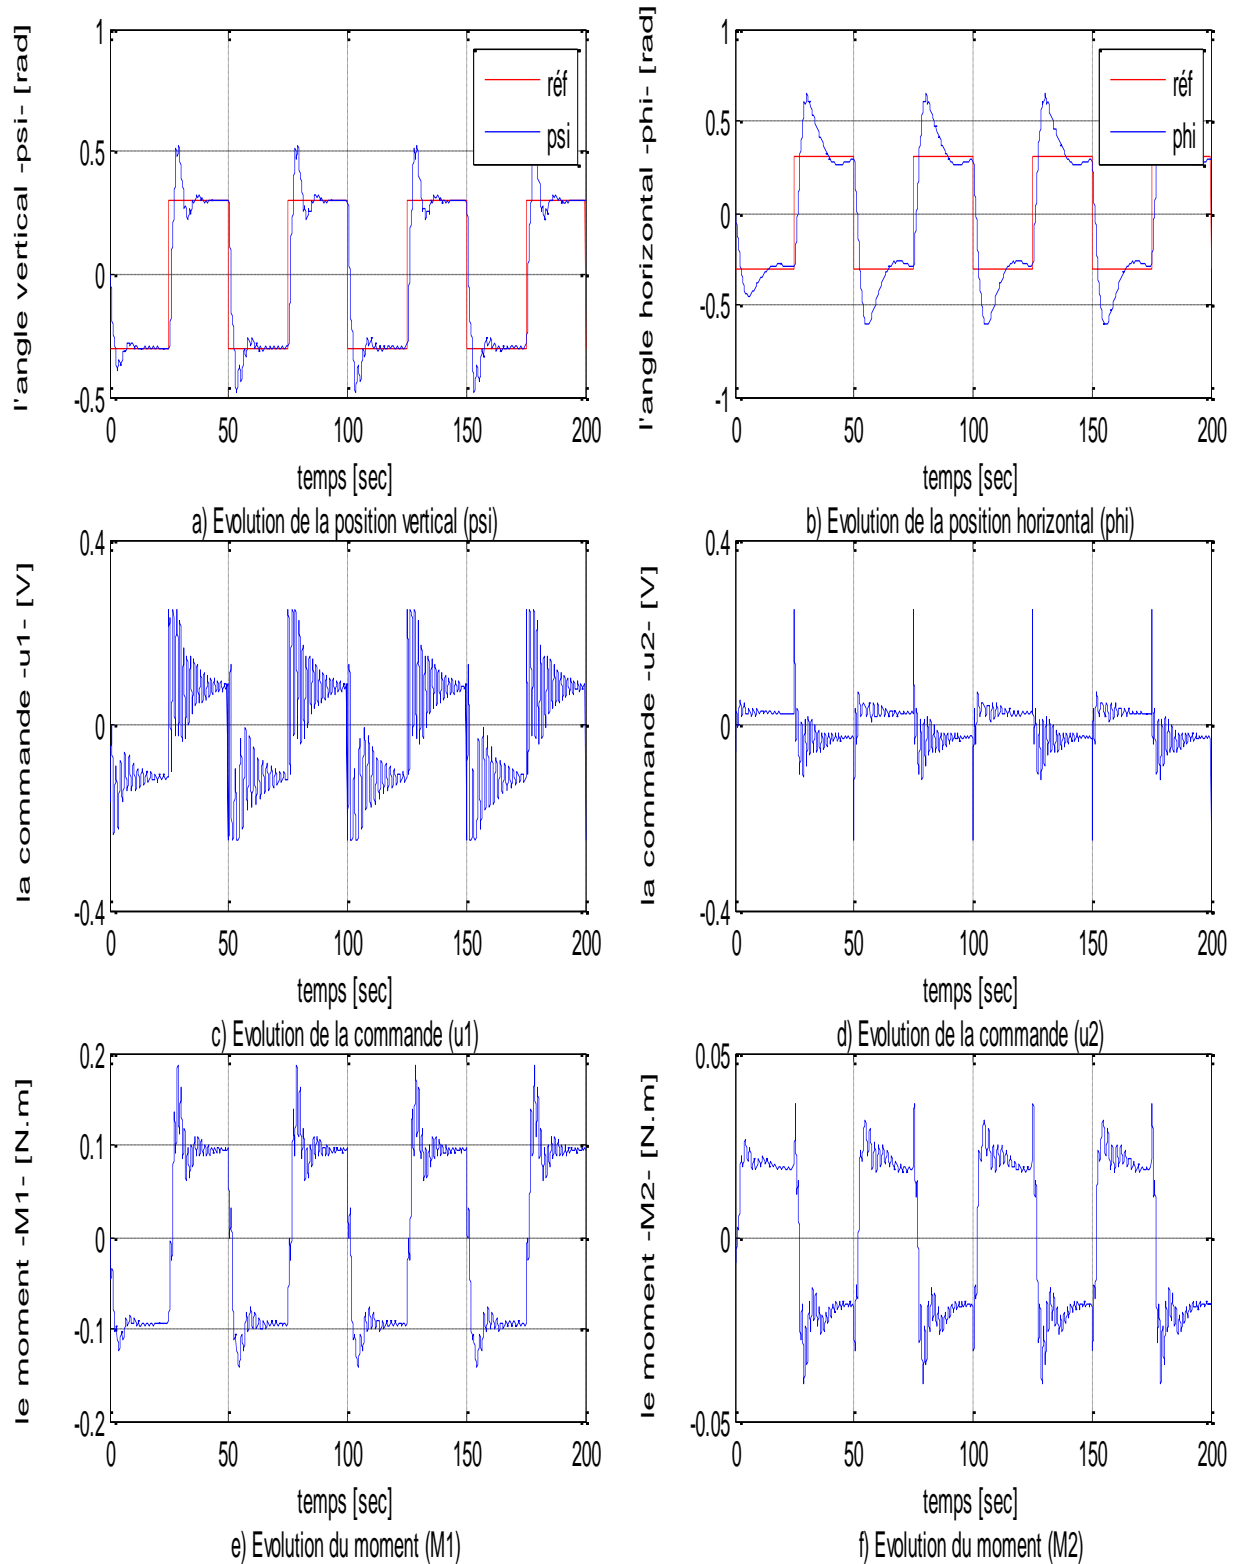 l'angle vertical -psi- [rad]
1
0.5
0
-0.5
réf
psi
0
50
100
150
200
temps [sec]
a) Evolution de la position vertical (psi)
l'angle horizontal -phi- [rad]
1
0.5
0
-0.5
-1
réf
phi
0
50
100
150
200
temps [sec]
b) Evolution de la position horizontal (phi)
la commande -u1- [V]
0.4
0
-0.4
0
50
100
150
200
temps [sec]
c) Evolution de la commande (u1)
la commande -u2- [V]
0.4
0
-0.4
0
50
100
150
200
temps [sec]
d) Evolution de la commande (u2)
le moment -M1- [N.m]
0.2
0.1
0
-0.1
-0.2
0
50
100
150
200
temps [sec]
e) Evolution du moment (M1)
le moment -M2- [N.m]
0.05
0
-0.05
0
50
100
150
200
temps [sec]
f) Evolution du moment (M2)